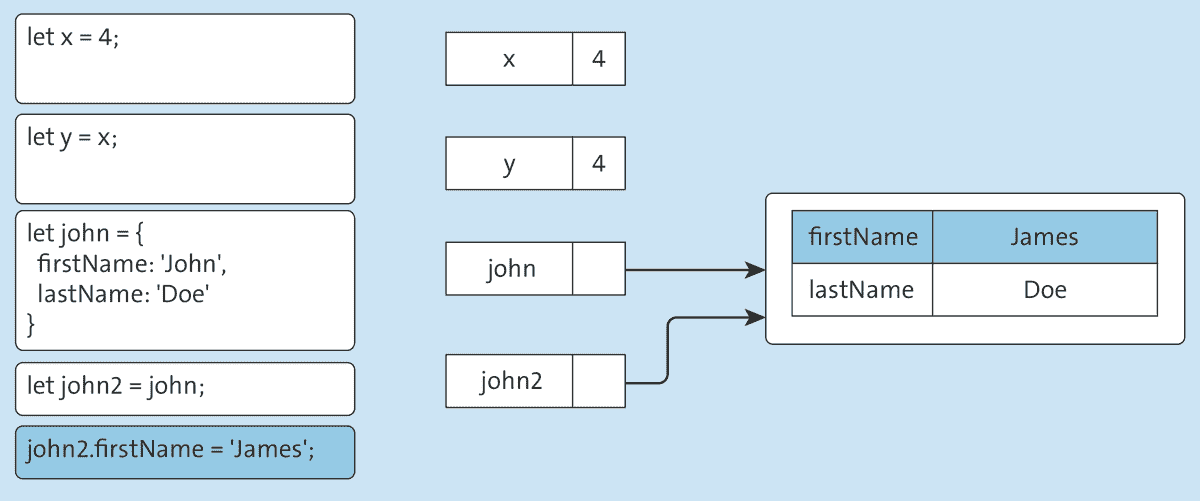 let x = 4;
x 4
let y = x;
y 4
let john = {
firstName: 'John',
lastName: 'Doe'
}
john
firstName James
lastName Doe
let john2 = john;
john2
john2.firstName = 'James';